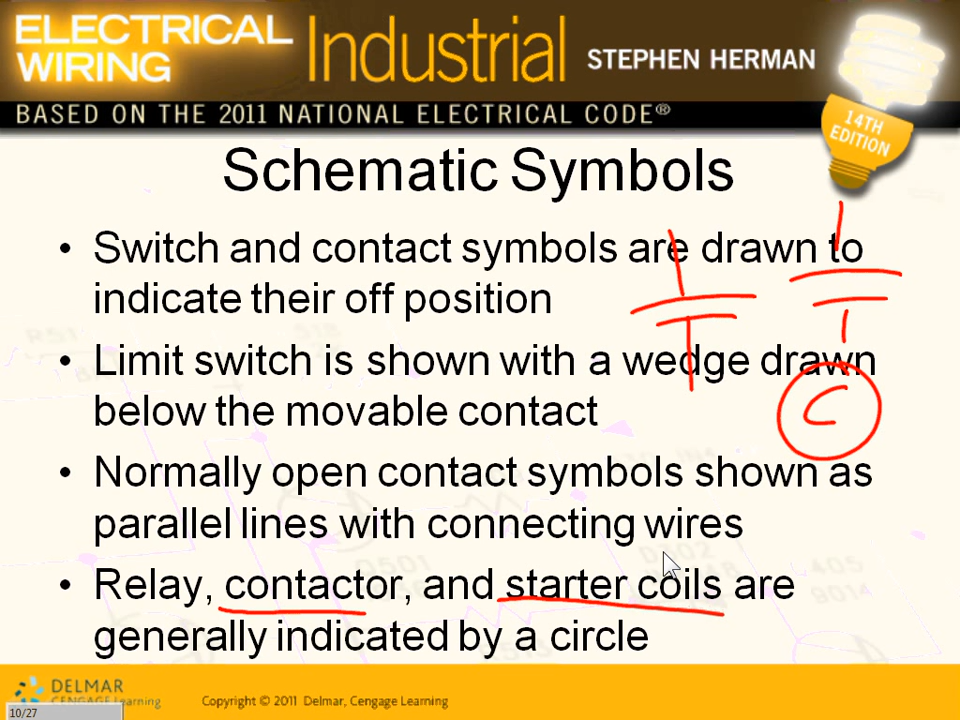 ELECTRICAL
WIRING
Industrial
STEPHEN HERMAN
BASED ON THE 2011 NATIONAL ELECTRICAL CODE®
14TH
EDITION
Schematic Symbols
• Switch and contact symbols are drawn to
indicate their off position
• Limit switch is shown with a wedge drawn
below the movable contact
C
• Normally open contact symbols shown as
parallel lines with connecting wires
• Relay, contactor, and starter coils are
generally indicated by a circle
DELMAR
CENGAGE Learning
Copyright © 2011 Delmar, Cengage Learning
10/27